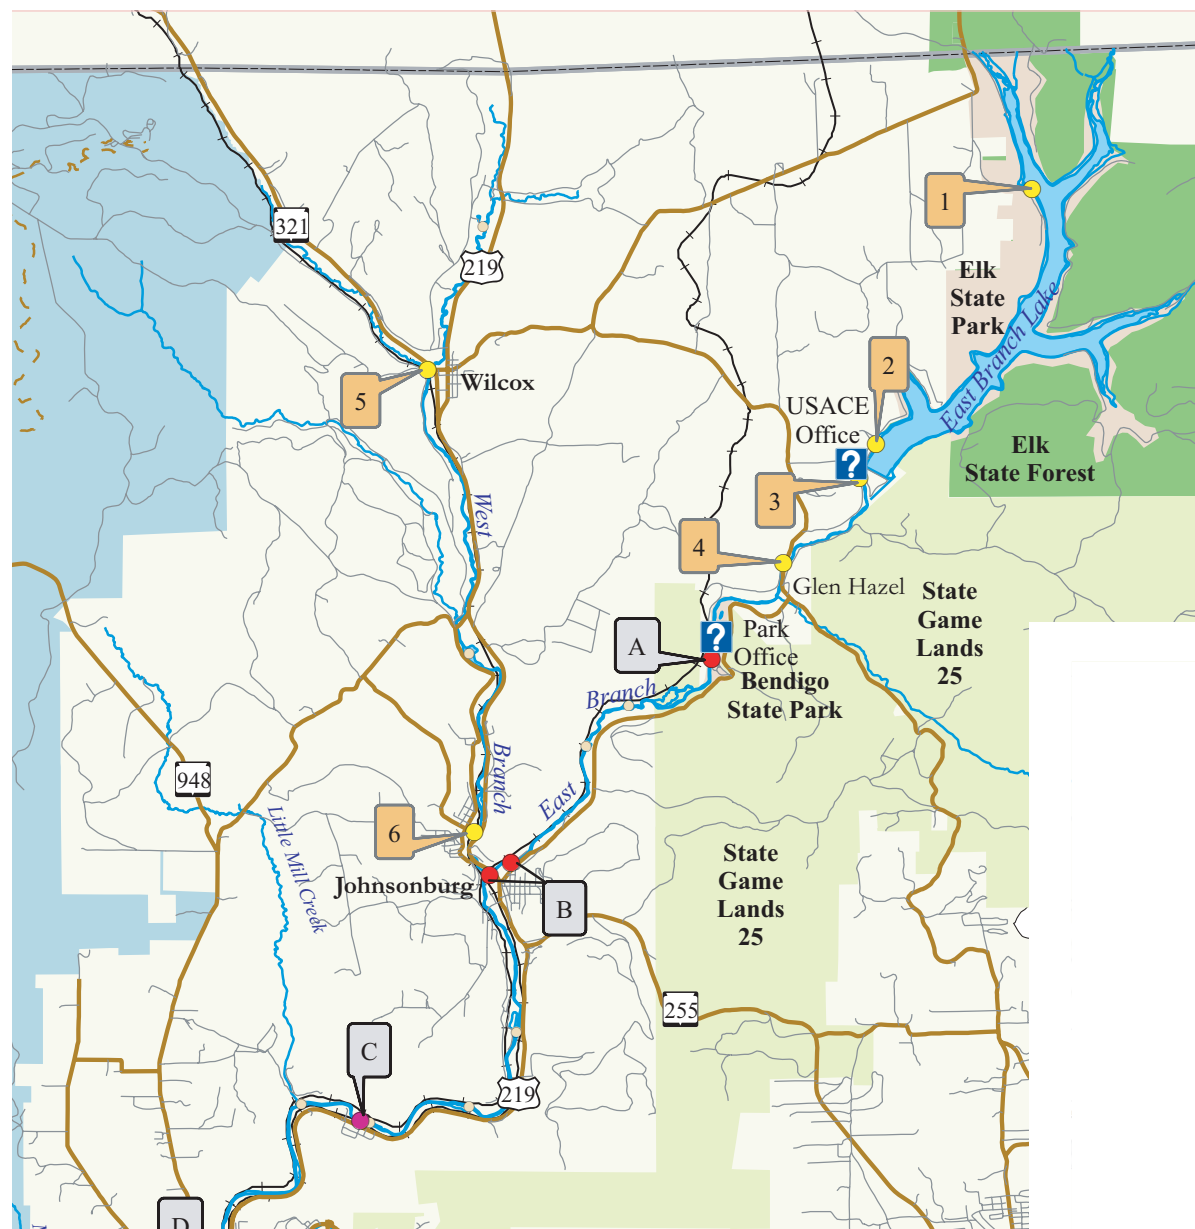 321
219
1
Elk
State
Park
East Branch Lake
2
5
Wilcox
USACE
Office
?
3
Elk
State Forest
West
4
Glen Hazel
State
Game
Lands
25
A
?
Park
Office
Bendigo
State Park
Branch
948
Branch
East
6
Little Mill Creek
Johnsonburg
B
State
Game
Lands
25
255
C
219
D